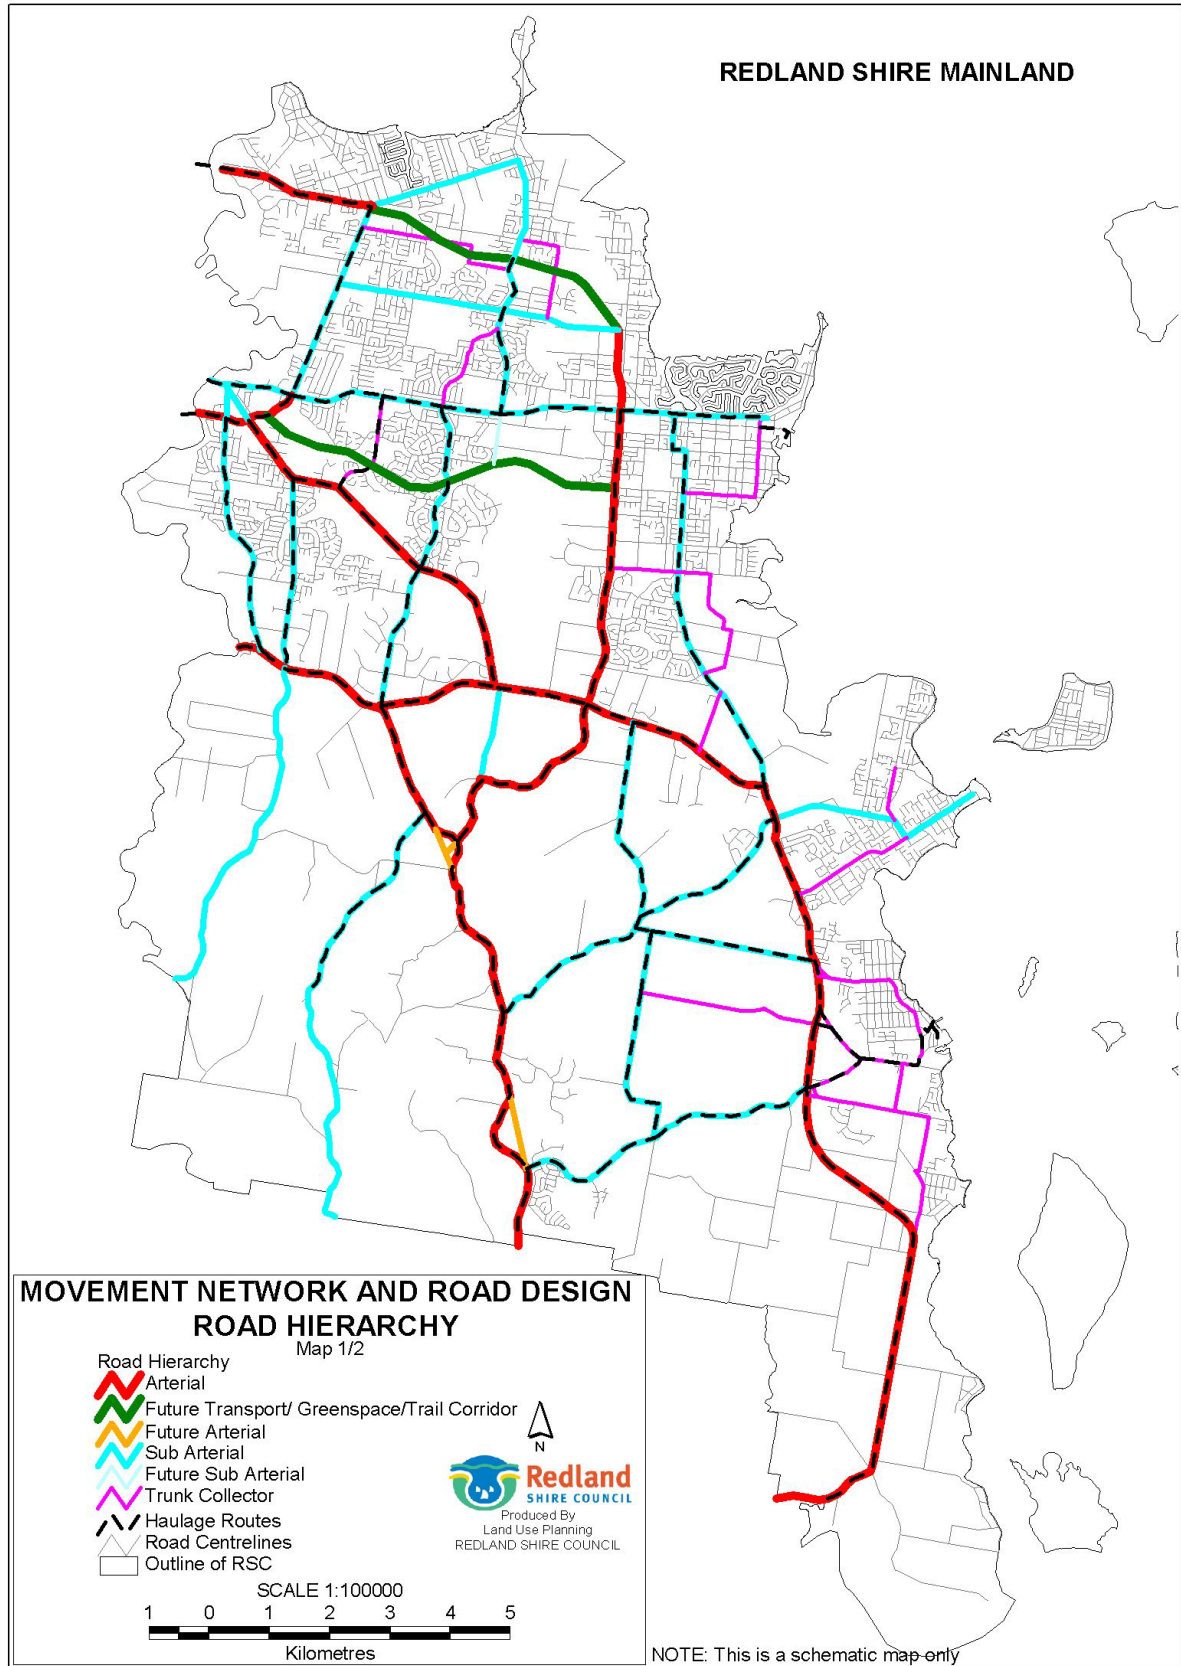 REDLAND SHIRE MAINLAND
MOVEMENT NETWORK AND ROAD DESIGN
ROAD HIERARCHY
Map 1/2
Road Hierarchy
Arterial
Future Transport/ Greenspace/Trail Corridor
Future Arterial
Sub Arterial
Future Sub Arterial
Trunk Collector
Haulage Routes
Road Centrelines
Outline of RSC
N
Redland
SHIRE COUNCIL
Produced By
Land Use Planning
REDLAND SHIRE COUNCIL
SCALE 1:100000
1 0 1 2 3 4 5
Kilometres
NOTE: This is a schematic map only